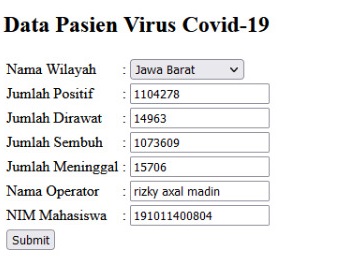 Data Pasien Virus Covid-19
Nama Wilayah : Jawa Barat
Jumlah Positif : 1104278
Jumlah Dirawat : 14963
Jumlah Sembuh : 1073609
Jumlah Meninggal : 15706
Nama Operator : rizky axal madin
NIM Mahasiswa : 191011400804
Submit